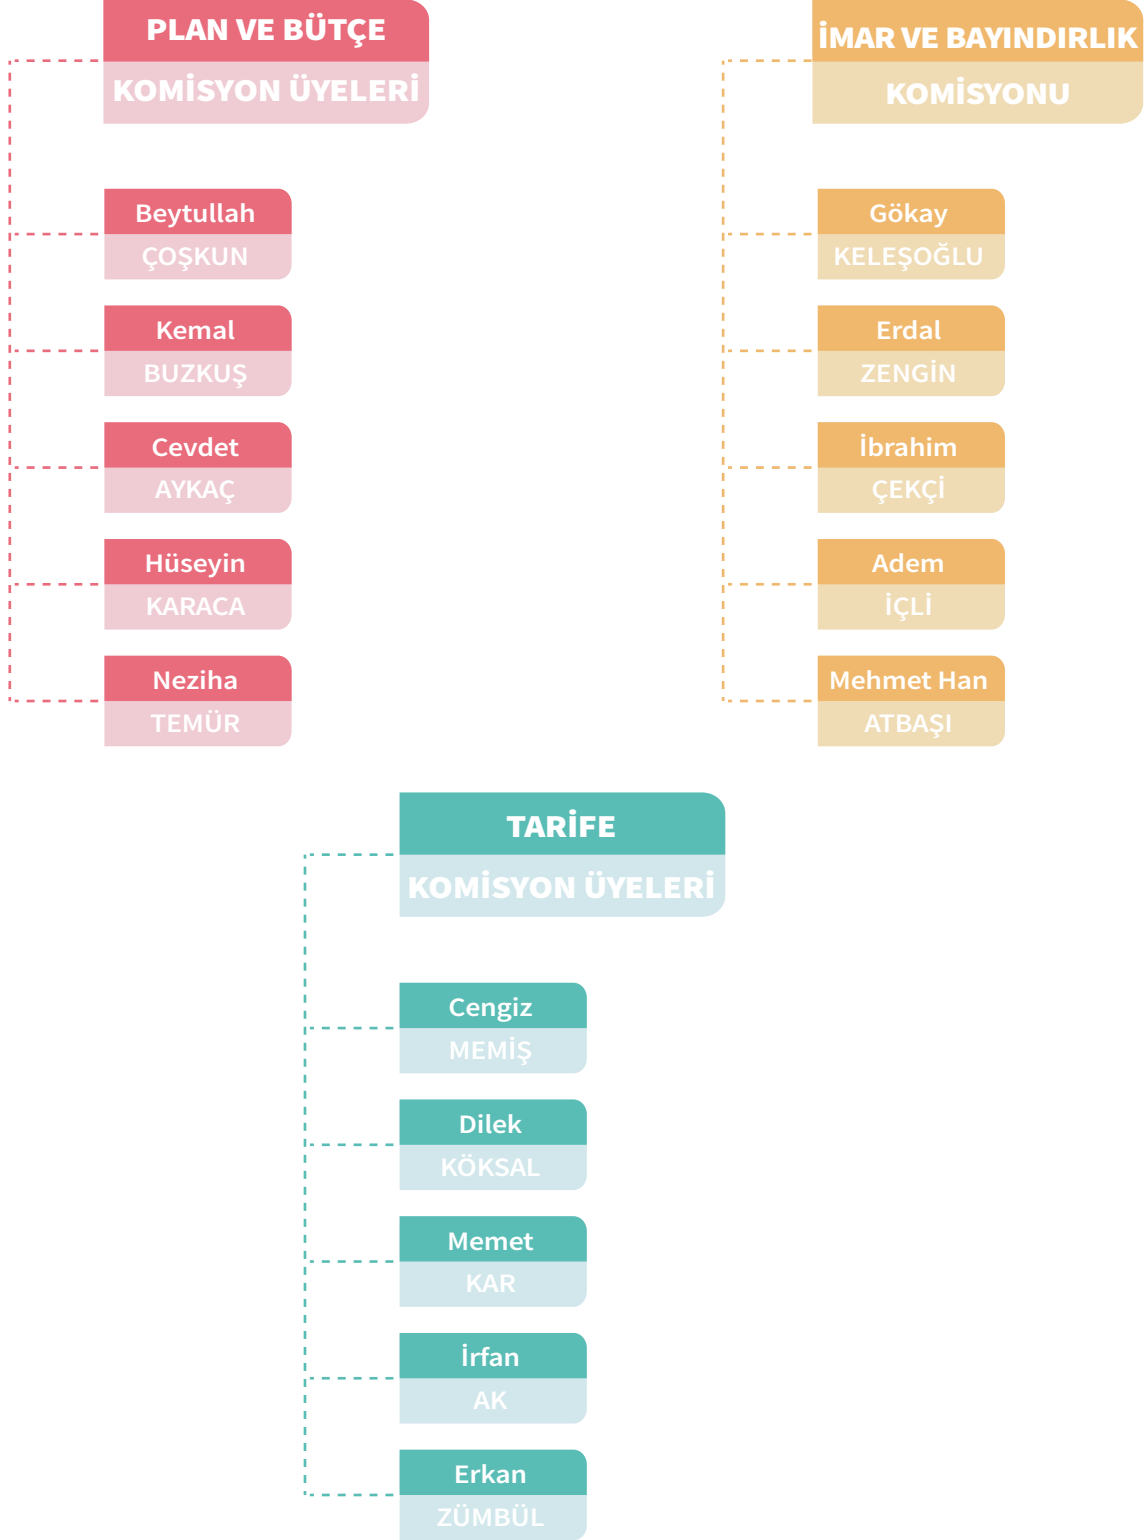 PLAN VE BÜTÇE
KOMİSYON ÜYELERİ
Beytullah
ÇOŞKUN
Kemal
BUZKUŞ
Cevdet
AYKAÇ
Hüseyin
KARACA
Neziha
TEMÜR
İMAR VE BAYINDIRLIK
KOMİSYONU
Gökay
KELEŞOĞLU
Erdal
ZENGİN
İbrahim
ÇEKÇİ
Adem
İÇLİ
Mehmet Han
ATBAŞI
TARİFE
KOMİSYON ÜYELERİ
Cengiz
MEMİŞ
Dilek
KÖKSAL
Memet
KAR
İrfan
AK
Erkan
ZÜMBÜL